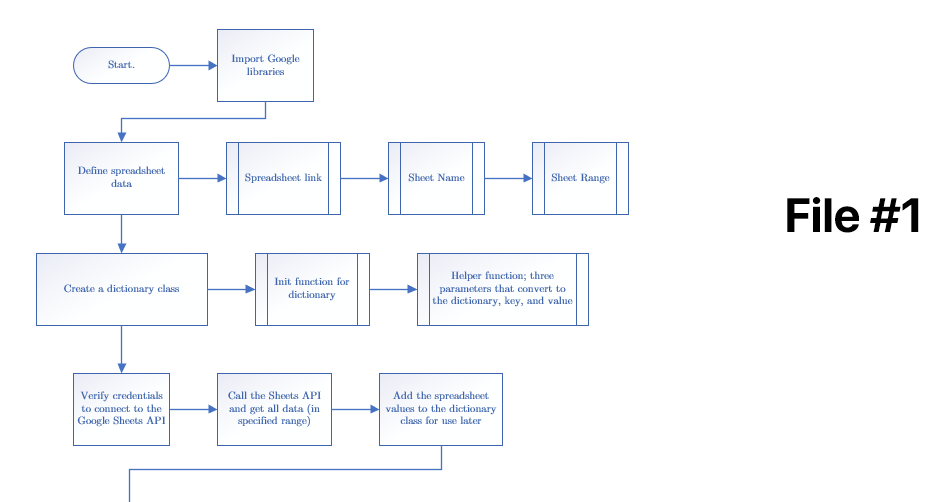 Start.
Import Google
libraries
Define spreadsheet
data
Spreadsheet link
Sheet Name
Sheet Range
File #1
Create a dictionary class
Init function for
dictionary
Helper function; three
parameters that convert to
the dictionary, key, and value
Verify credentials
to connect to the
Google Sheets API
Call the Sheets API
and get all data (in
specified range)
Add the spreadsheet
values to the dictionary
class for use later